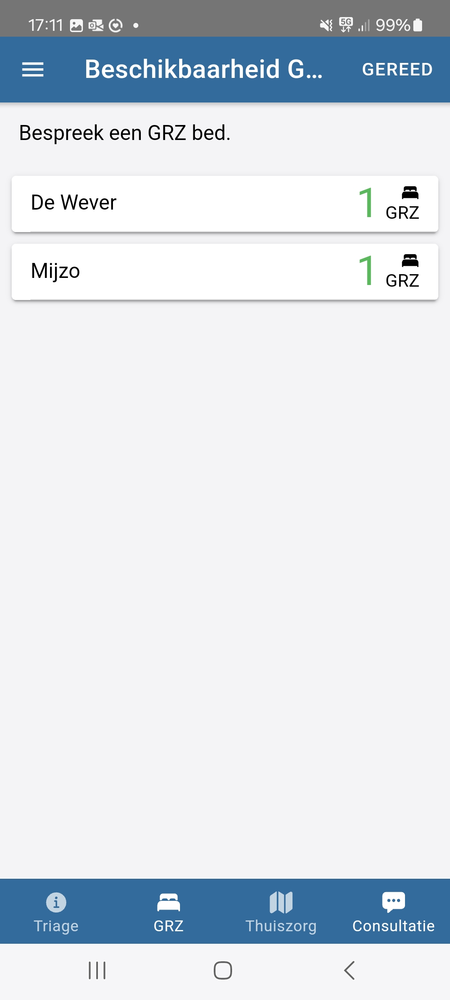 17:11
5G
99%
Beschikbaarheid G...
GEREED
Bespreek een GRZ bed.
De Wever
1
GRZ
Mijzo
1
GRZ
Triage
GRZ
Thuiszorg
Consultatie